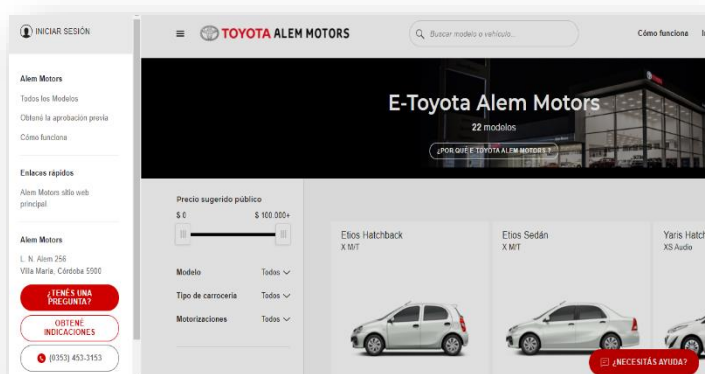 INICIAR SESIÓN
Alem Motors
Todos los Modelos
Obtené la aprobación previa
Cómo funciona
Enlaces rápidos
Alem Motors sitio web
principal
Alem Motors
L. N. Alem 256
Villa María, Córdoba 5900
¿TENÉS UNA
PREGUNTA?
OBTENÉ
INDICACIONES
(0353) 453-3153
TOYOTA ALEM MOTORS
Buscar modelo o vehículo...
Cómo funciona
E-Toyota Alem Motors
22 modelos
¿POR QUÉ E-TOYOTA ALEM MOTORS ?
Precio sugerido público
$ 0 $ 100.000+
Modelo Todos
Tipo de carrocería Todos
Motorizaciones Todos
Etios Hatchback
X M/T
Etios Sedán
X M/T
Yaris Hatch
XS Audio
¿NECESITÁS AYUDA?